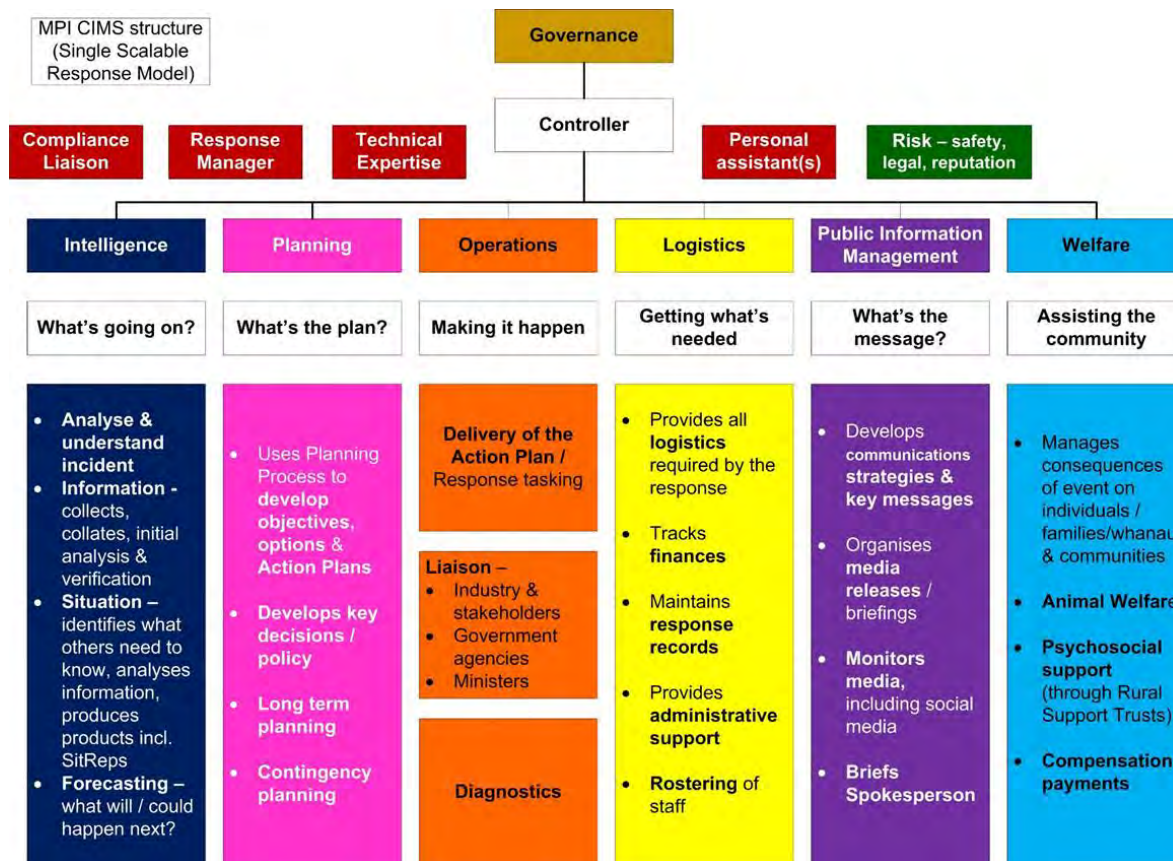 MPI CIMS structure
(Single Scalable
Response Model)
Governance
Controller
Compliance
Liaison
Response
Manager
Technical
Expertise
Personal
assistant(s)
Risk – safety,
legal, reputation
Intelligence
Planning
Operations
Logistics
Public Information
Management
Welfare
What's going on?
What's the plan?
Making it happen
Getting what's
needed
What's the
message?
Assisting the
community
• Analyse &
understand
incident
• Information -
collects,
collates, initial
analysis &
verification
• Situation –
identifies what
others need to
know, analyses
information,
produces
products incl.
SitReps
• Forecasting –
what will / could
happen next?
• Uses Planning
Process to
develop
objectives,
options &
Action Plans
• Develops key
decisions /
policy
• Long term
planning
• Contingency
planning
Delivery of the
Action Plan /
Response tasking
Liaison –
• Industry &
stakeholders
• Government
agencies
• Ministers
Diagnostics
• Provides all
logistics
required by the
response
• Tracks
finances
• Maintains
response
records
• Provides
administrative
support
• Rostering of
staff
• Develops
communications
strategies &
key messages
• Organises
media
releases /
briefings
• Monitors
media,
including social
media
• Briefs
Spokesperson
• Manages
consequences
of event on
individuals /
families/whanau
& communities
• Animal Welfare
• Psychosocial
support
(through Rural
Support Trusts)
• Compensation
payments